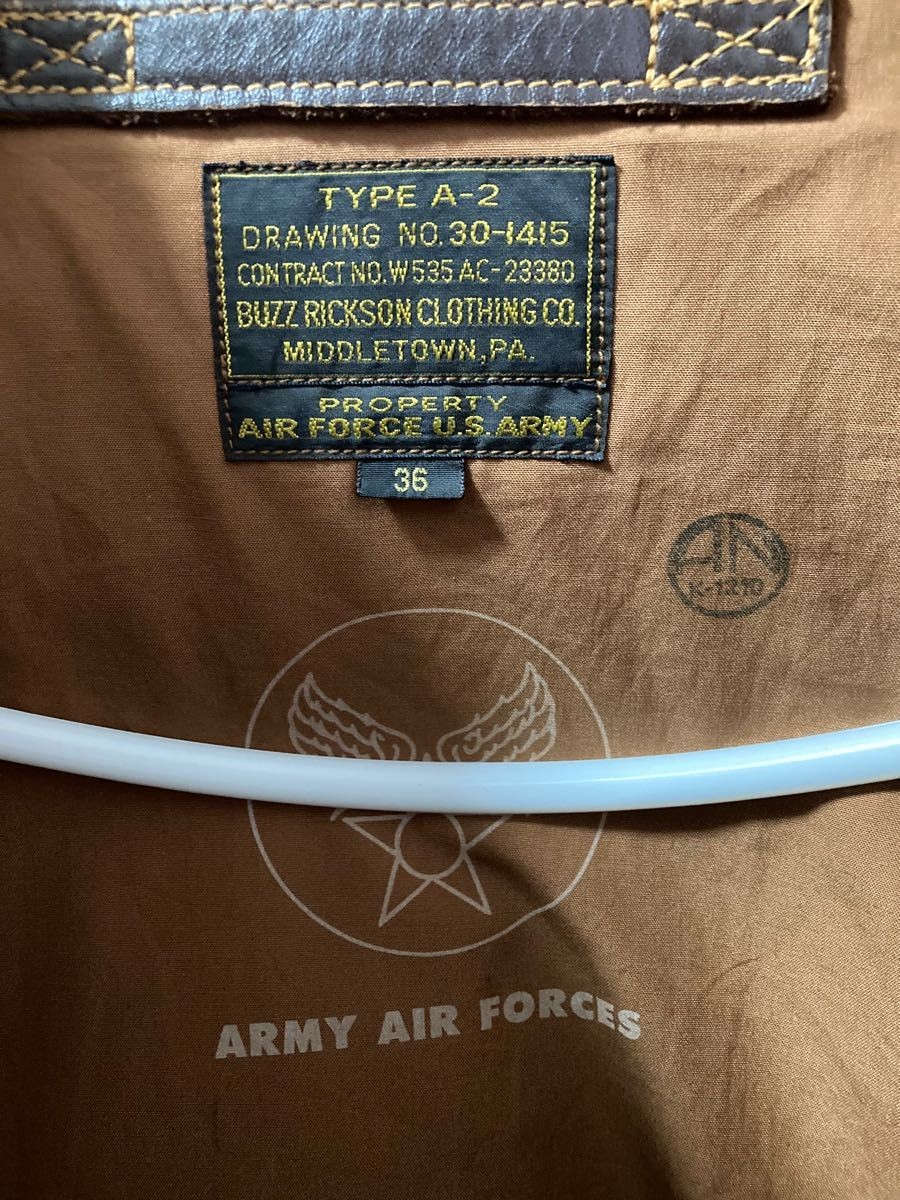 TYPE A-2
DRAWING NO. 30-1415
CONTRACT NO. W535 AC-23380
BUZZ RICKSON CLOTHING CO.
MIDDLETOWN, PA.
PROPERTY
AIR FORCE U.S. ARMY
36
AN
K-1210
ARMY AIR FORCES